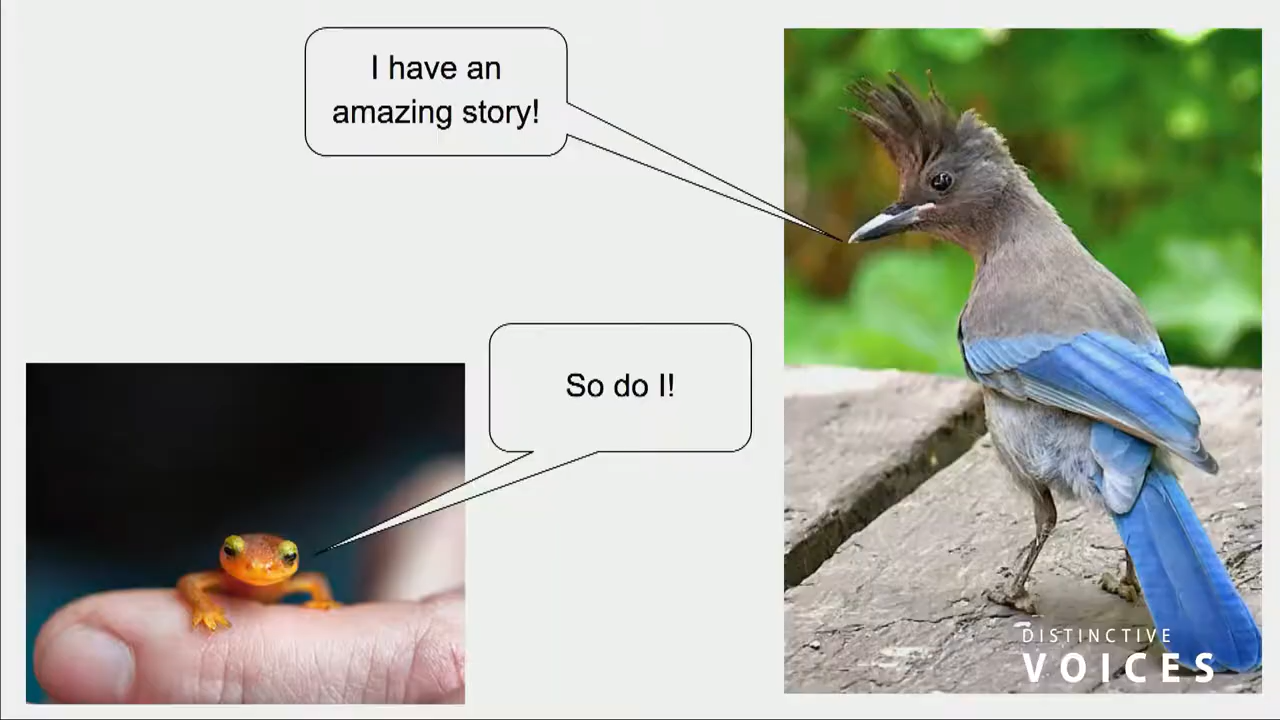 I have an
amazing story!
So do I!
DISTINCTIVE
VOICES